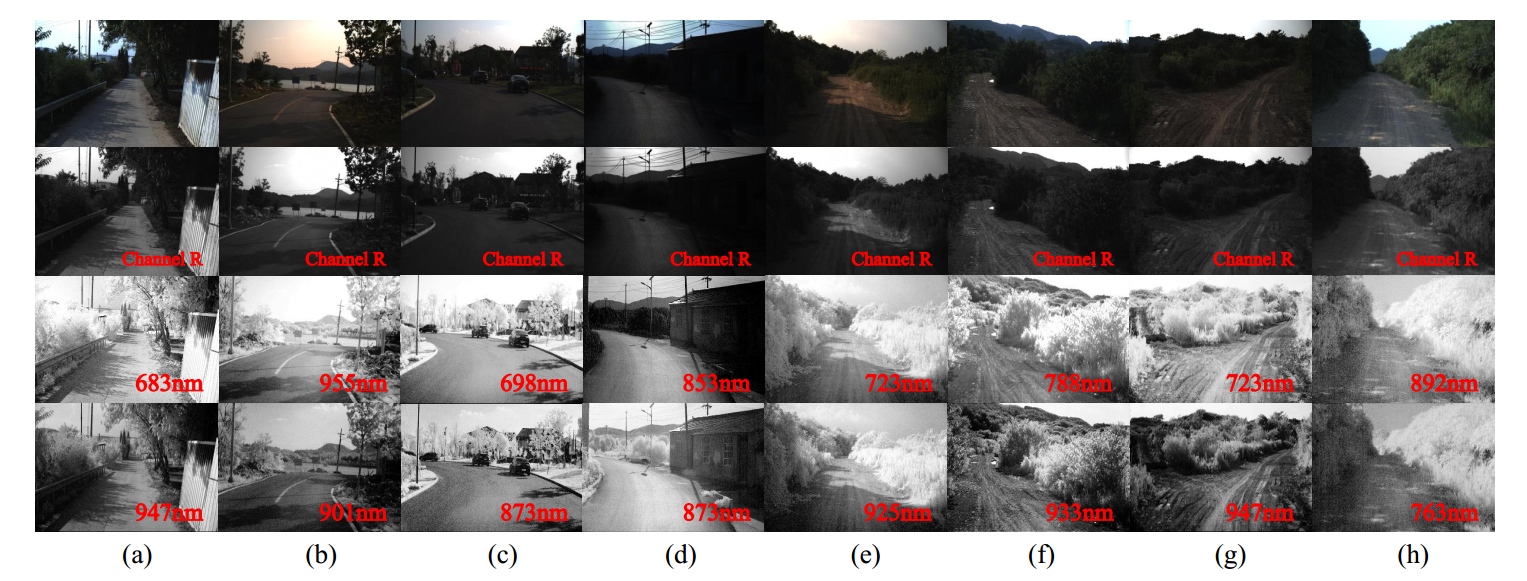 Channel R Channel R Channel R Channel R Channel R Channel R Channel R Channel R
683nm 955nm 698nm 853nm 723nm 788nm 723nm 892nm
947nm 901nm 873nm 873nm 925nm 933nm 947nm 763nm
(a) (b) (c) (d) (e) (f) (g) (h)